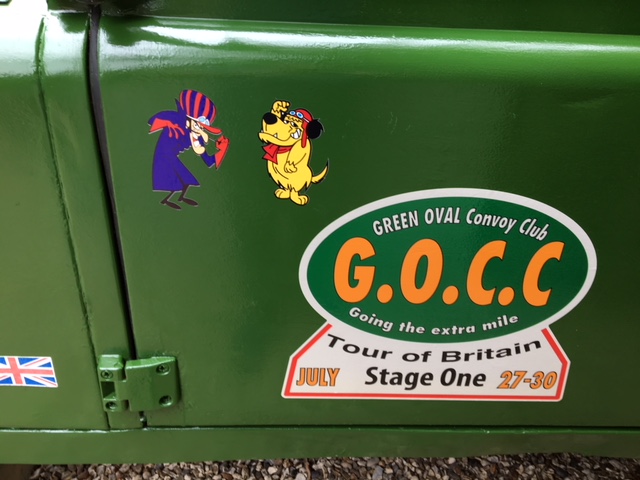 GREEN OVAL Convoy Club
G.O.C.C
Going the extra mile
Tour of Britain
JULY Stage One 27-30